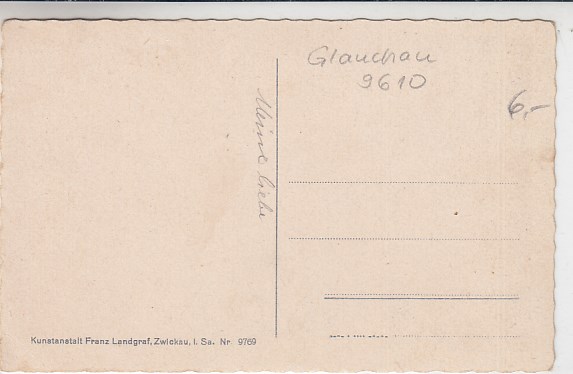 Glauchau
9610
6,-
Meine liebe
Kunstanstalt Franz Landgraf, Zwickau, i. Sa. Nr 9769